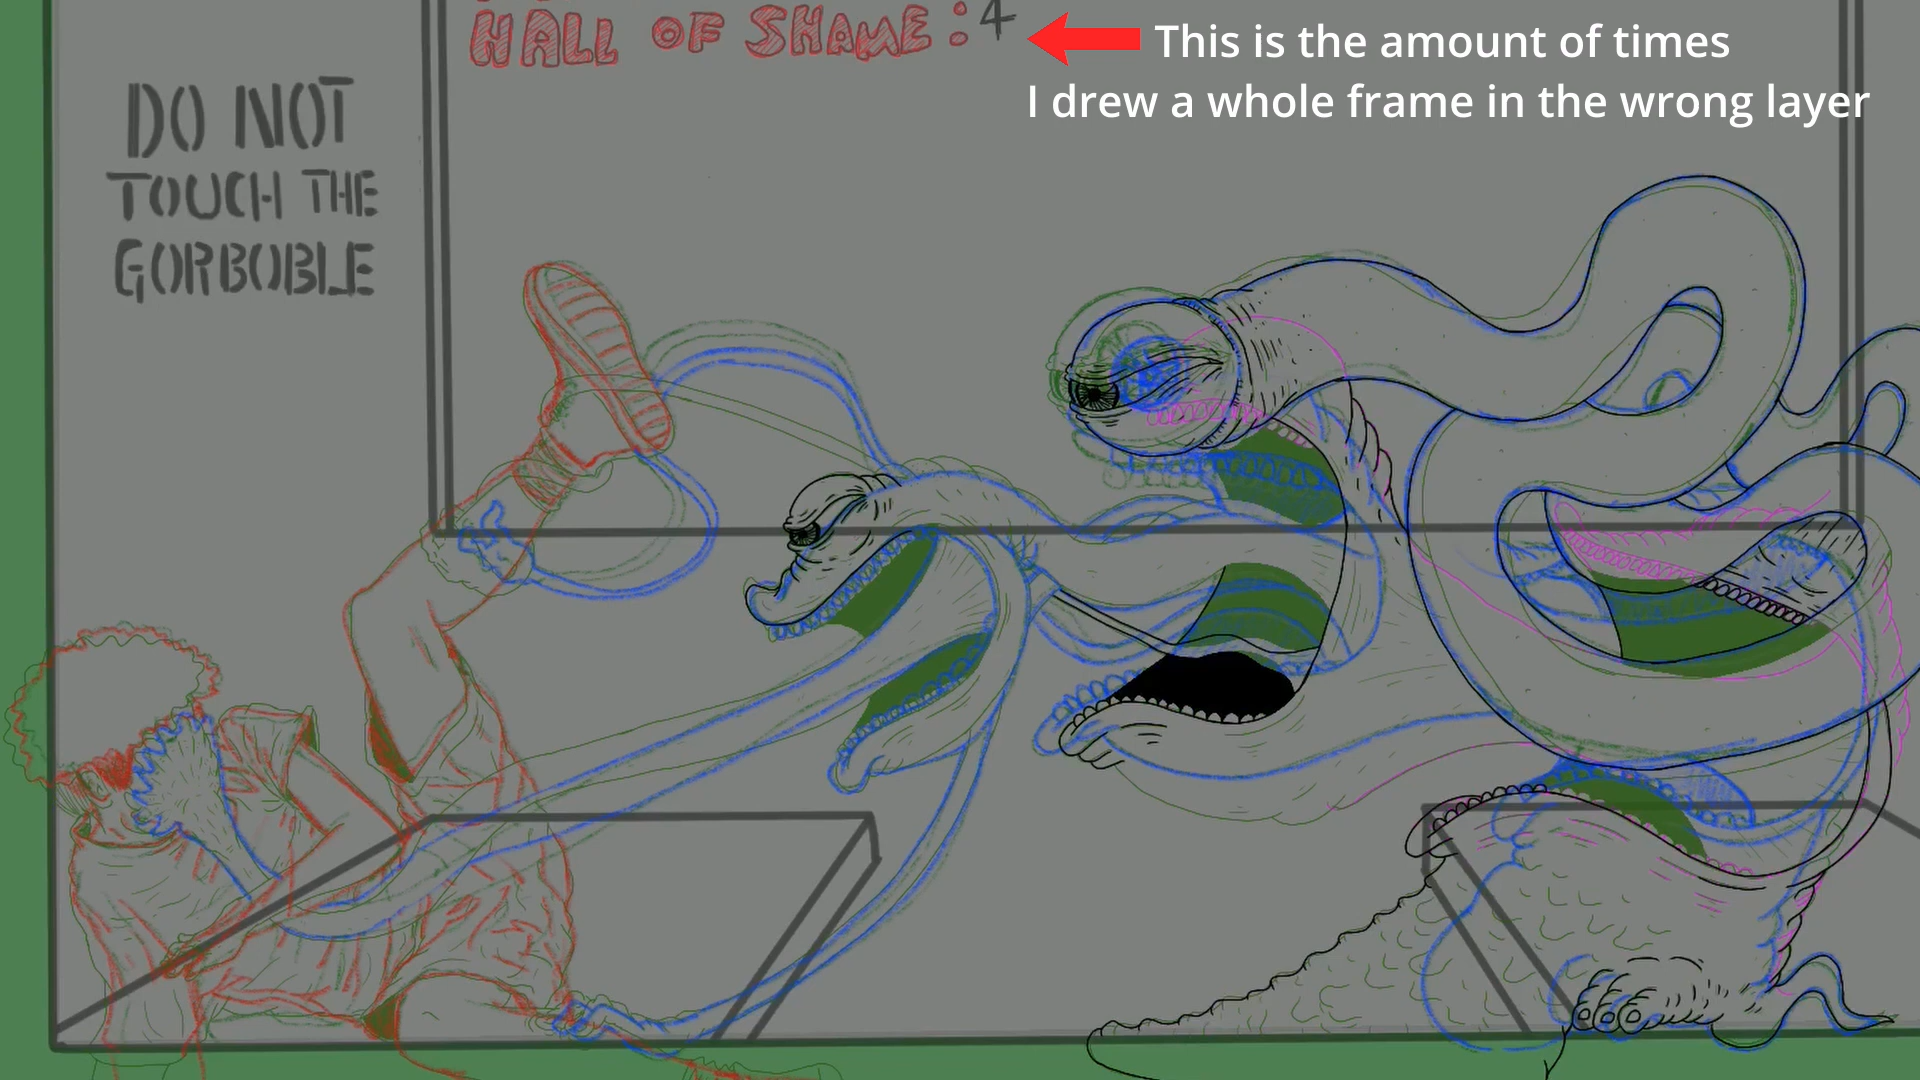 HALL OF SHAME: 4
This is the amount of times
I drew a whole frame in the wrong layer
DO NOT
TOUCH THE
GORBOBLE